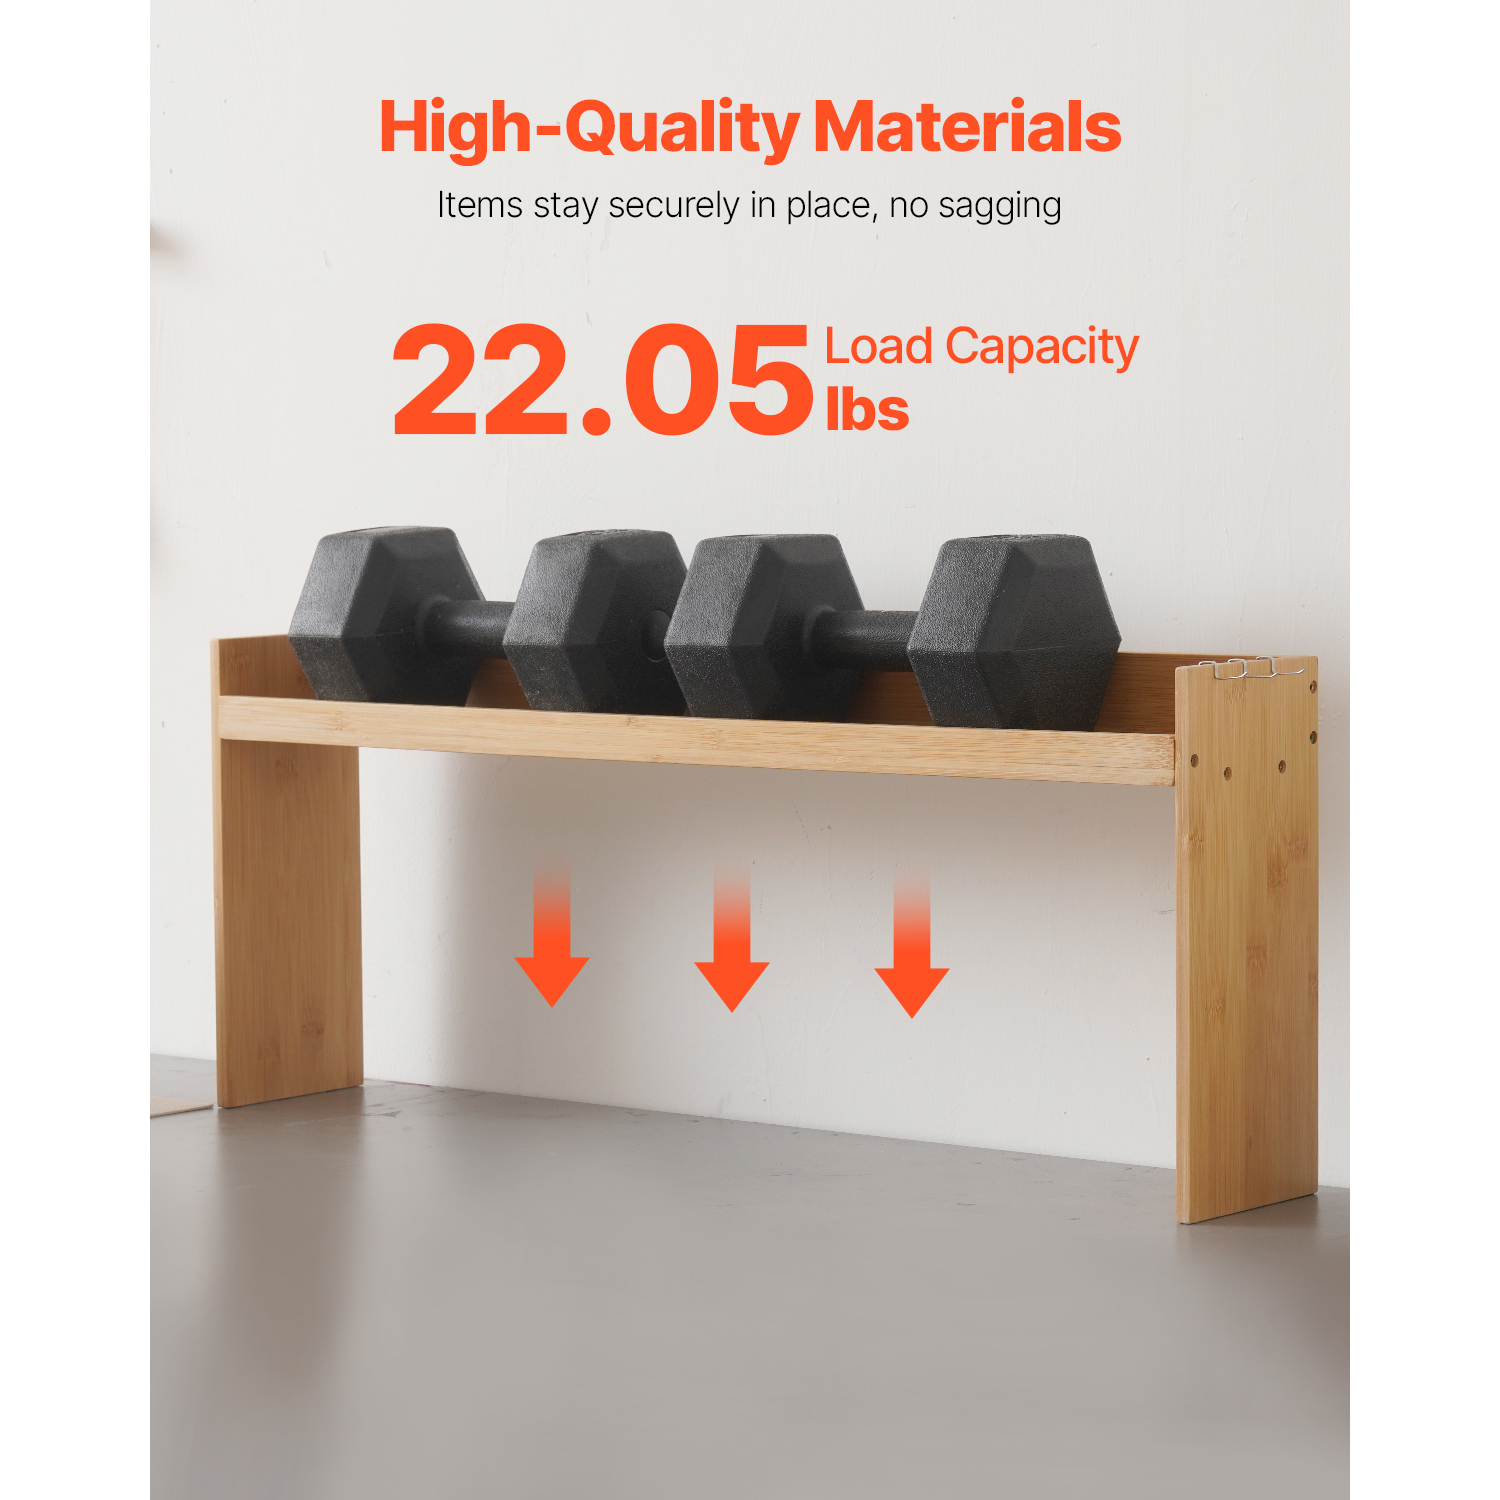 High-Quality Materials
Items stay securely in place, no sagging
22.05 Load Capacity
lbs